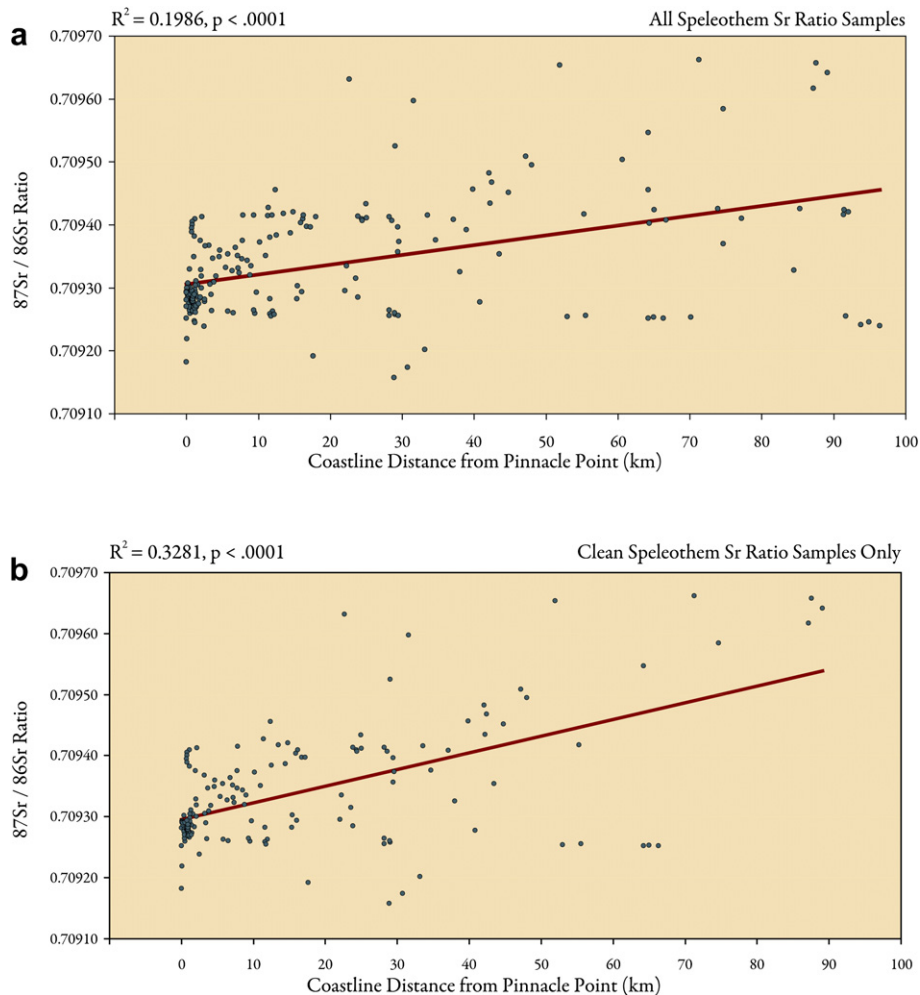 a
R² = 0.1986, p < .0001
All Speleothem Sr Ratio Samples
0.70970
0.70960
0.70950
0.70940
0.70930
0.70920
0.70910
87Sr / 86Sr Ratio
0 10 20 30 40 50 60 70 80 90 100
Coastline Distance from Pinnacle Point (km)
b
R² = 0.3281, p < .0001
Clean Speleothem Sr Ratio Samples Only
0.70970
0.70960
0.70950
0.70940
0.70930
0.70920
0.70910
87Sr / 86Sr Ratio
0 10 20 30 40 50 60 70 80 90 100
Coastline Distance from Pinnacle Point (km)